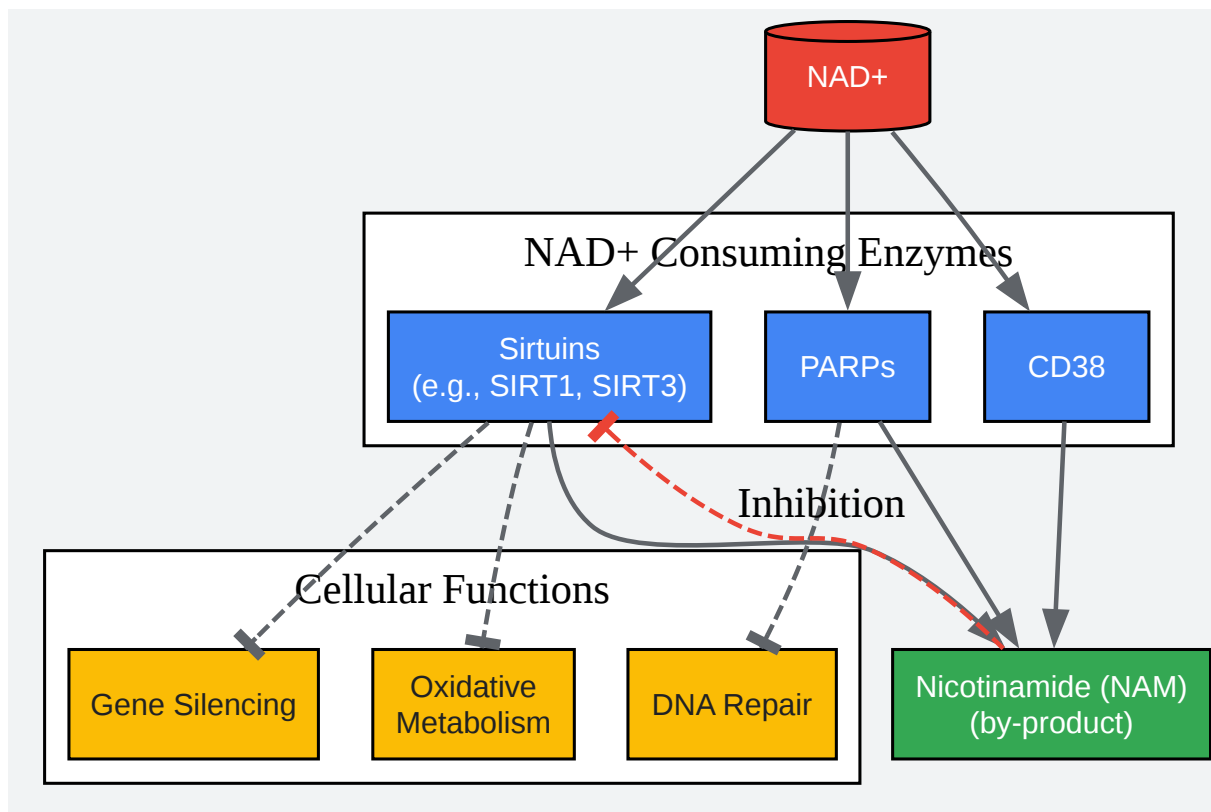 NAD+
NAD+ Consuming Enzymes
Sirtuins
(e.g., SIRT1, SIRT3)
PARPs
CD38
Inhibition
Cellular Functions
Gene Silencing
Oxidative
Metabolism
DNA Repair
Nicotinamide (NAM)
(by-product)